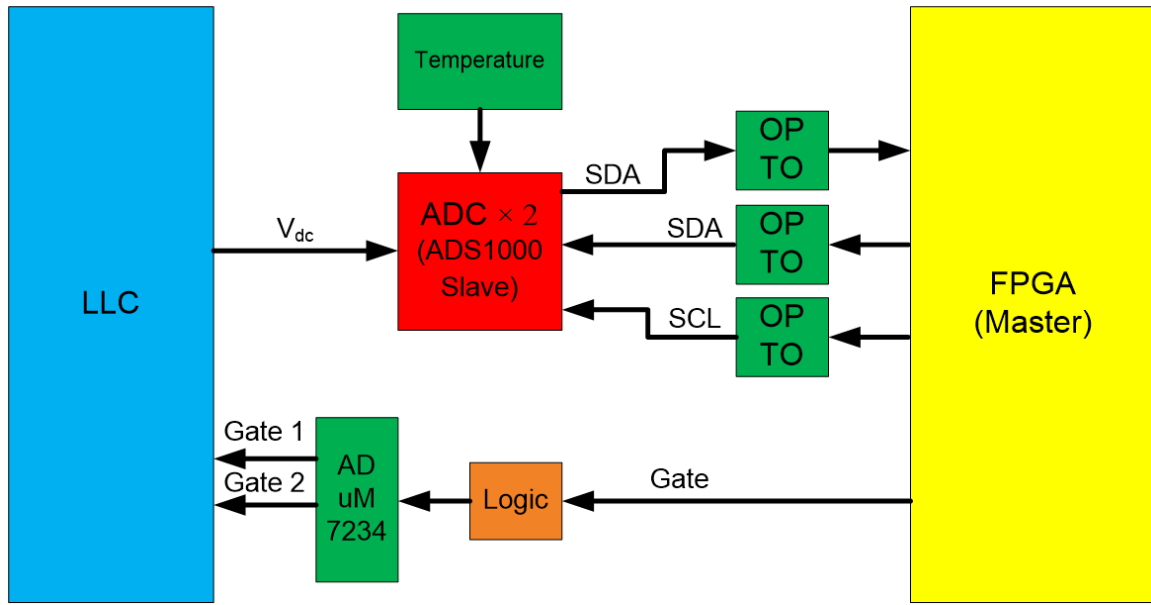 Temperature
OP
TO
SDA
ADC × 2
(ADS1000
Slave)
V_dc
SDA
OP
TO
LLC
FPGA
(Master)
SCL
OP
TO
Gate 1
Gate 2
AD
uM
7234
Logic
Gate